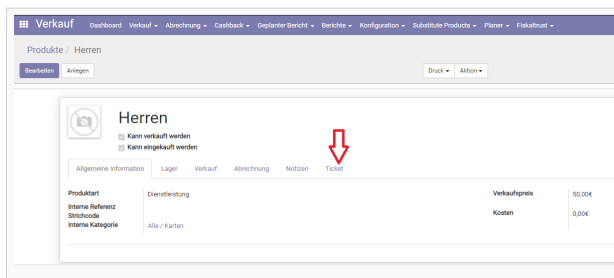 Verkauf Dashboard Verkauf Abrechnung Cashback Geplanter Bericht Berichte Konfiguration Substitute Products Planer Fiskaltrust
Produkte / Herren
Bearbeiten Anlegen Druck Aktion
Herren
Kann verkauft werden
Kann eingekauft werden
Allgemeine Information Lager Verkauf Abrechnung Notizen Ticket
Produktart Dienstleistung Verkaufspreis 50,00€
Interne Referenz
Strichcode Kosten 0,00€
Interne Kategorie Alle / Karten